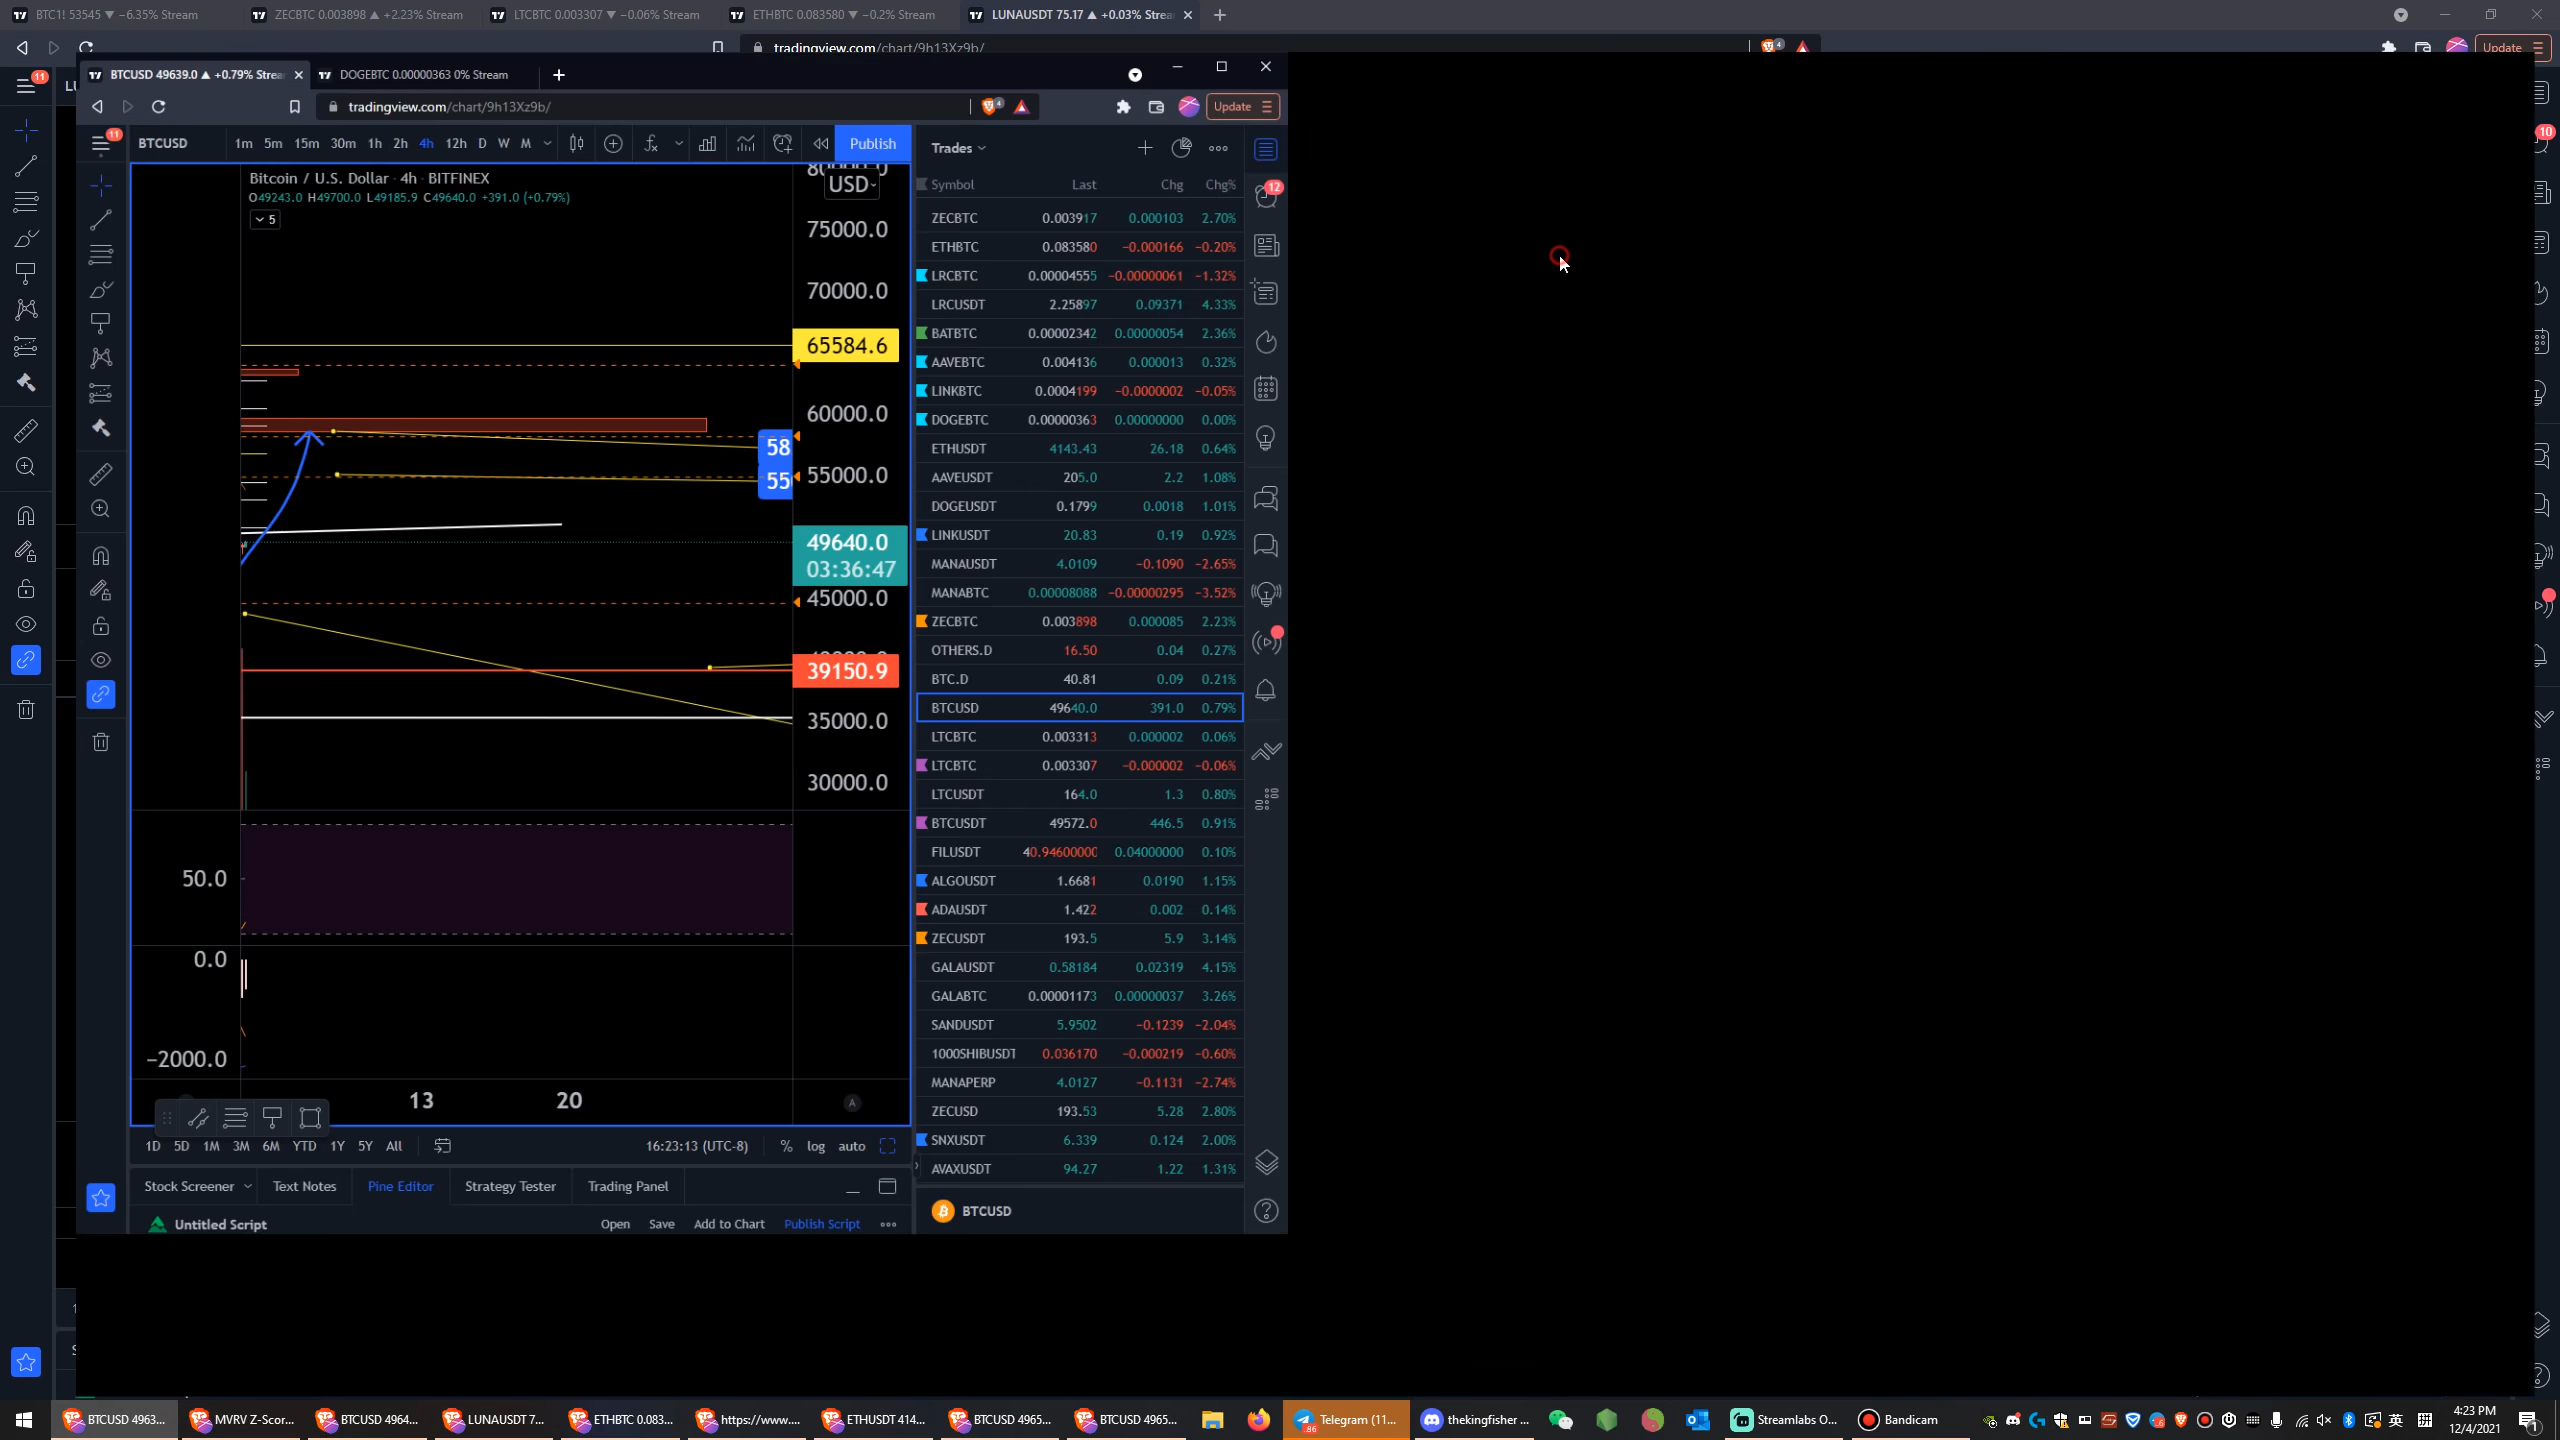 BTC1! 53545 ▼ −6.35% Stream
ZECBTC 0.003898 ▲ +2.23% Stream
LTCBTC 0.003307 ▼ −0.06% Stream
ETHBTC 0.083580 ▼ −0.2% Stream
LUNAUSDT 75.17 ▲ +0.03% Strea
tradingview.com/chart/9h13Xz9b/
Update
BTCUSD 49639.0 ▲ +0.79% Strea
DOGEBTC 0.00000363 0% Stream
tradingview.com/chart/9h13Xz9b/
Update
11
LU
11
BTCUSD
1m 5m 15m 30m 1h 2h 4h 12h D W M
Publish
Bitcoin / U.S. Dollar · 4h · BITFINEX
O49243.0 H49700.0 L49185.9 C49640.0 +391.0 (+0.79%)
5
USD
75000.0
70000.0
65584.6
60000.0
58
55
55000.0
49640.0
03:36:47
45000.0
39150.9
35000.0
30000.0
50.0
0.0
−2000.0
13 20
A
Trades
Symbol Last Chg Chg%
ZECBTC 0.003917 0.000103 2.70%
ETHBTC 0.083580 −0.000166 −0.20%
LRCBTC 0.00004555 −0.00000061 −1.32%
LRCUSDT 2.25897 0.09371 4.33%
BATBTC 0.00002342 0.00000054 2.36%
AAVEBTC 0.004136 0.000013 0.32%
LINKBTC 0.0004199 −0.0000002 −0.05%
DOGEBTC 0.00000363 0.00000000 0.00%
ETHUSDT 4143.43 26.18 0.64%
AAVEUSDT 205.0 2.2 1.08%
DOGEUSDT 0.1799 0.0018 1.01%
LINKUSDT 20.83 0.19 0.92%
MANAUSDT 4.0109 −0.1090 −2.65%
MANABTC 0.00008088 −0.00000295 −3.52%
ZECBTC 0.003898 0.000085 2.23%
OTHERS.D 16.50 0.04 0.27%
BTC.D 40.81 0.09 0.21%
BTCUSD 49640.0 391.0 0.79%
LTCBTC 0.003313 0.000002 0.06%
LTCBTC 0.003307 −0.000002 −0.06%
LTCUSDT 164.0 1.3 0.80%
BTCUSDT 49572.0 446.5 0.91%
FILUSDT 40.94600000 0.04000000 0.10%
ALGOUSDT 1.6681 0.0190 1.15%
ADAUSDT 1.422 0.002 0.14%
ZECUSDT 193.5 5.9 3.14%
GALAUSDT 0.58184 0.02319 4.15%
GALABTC 0.00001173 0.00000037 3.26%
SANDUSDT 5.9502 −0.1239 −2.04%
1000SHIBUSDT 0.036170 −0.000219 −0.60%
MANAPERP 4.0127 −0.1131 −2.74%
ZECUSD 193.53 5.28 2.80%
SNXUSDT 6.339 0.124 2.00%
AVAXUSDT 94.27 1.22 1.31%
BTCUSD
12
10
1D 5D 1M 3M 6M YTD 1Y 5Y All
16:23:13 (UTC-8) % log auto
Stock Screener Text Notes Pine Editor Strategy Tester Trading Panel
Untitled Script
Open Save Add to Chart Publish Script
BTCUSD 4963...
MVRV Z-Scor...
BTCUSD 4964...
LUNAUSDT 7...
ETHBTC 0.083...
https://www....
ETHUSDT 414...
BTCUSD 4965...
BTCUSD 4965...
Telegram (11...
thekingfisher ...
Streamlabs O...
Bandicam
英
4:23 PM
12/4/2021